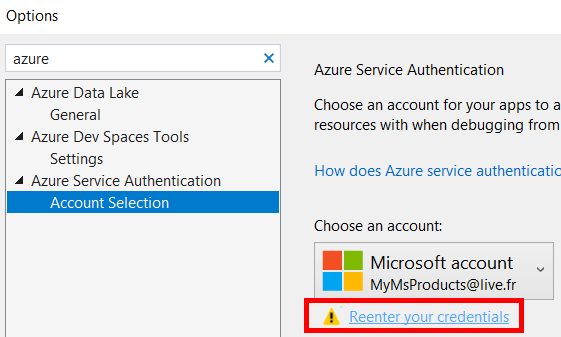 Options
azure
Azure Data Lake
General
Azure Dev Spaces Tools
Settings
Azure Service Authentication
Account Selection
Azure Service Authentication
Choose an account for your apps to a
resources with when debugging from
How does Azure service authenticatio
Choose an account:
Microsoft account
MyMsProducts@live.fr
Reenter your credentials